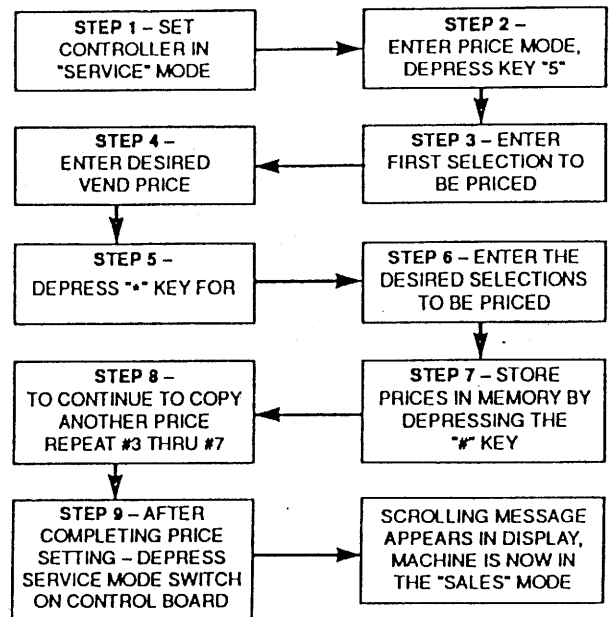 STEP 1 – SET
CONTROLLER IN
"SERVICE" MODE
STEP 2 –
ENTER PRICE MODE,
DEPRESS KEY "5"
STEP 3 – ENTER
FIRST SELECTION TO
BE PRICED
STEP 4 –
ENTER DESIRED
VEND PRICE
STEP 5 –
DEPRESS "*" KEY FOR
STEP 6 – ENTER THE
DESIRED SELECTIONS
TO BE PRICED
STEP 7 – STORE
PRICES IN MEMORY BY
DEPRESSING THE
"#" KEY
STEP 8 –
TO CONTINUE TO COPY
ANOTHER PRICE
REPEAT #3 THRU #7
STEP 9 – AFTER
COMPLETING PRICE
SETTING – DEPRESS
SERVICE MODE SWITCH
ON CONTROL BOARD
SCROLLING MESSAGE
APPEARS IN DISPLAY,
MACHINE IS NOW IN
THE "SALES" MODE